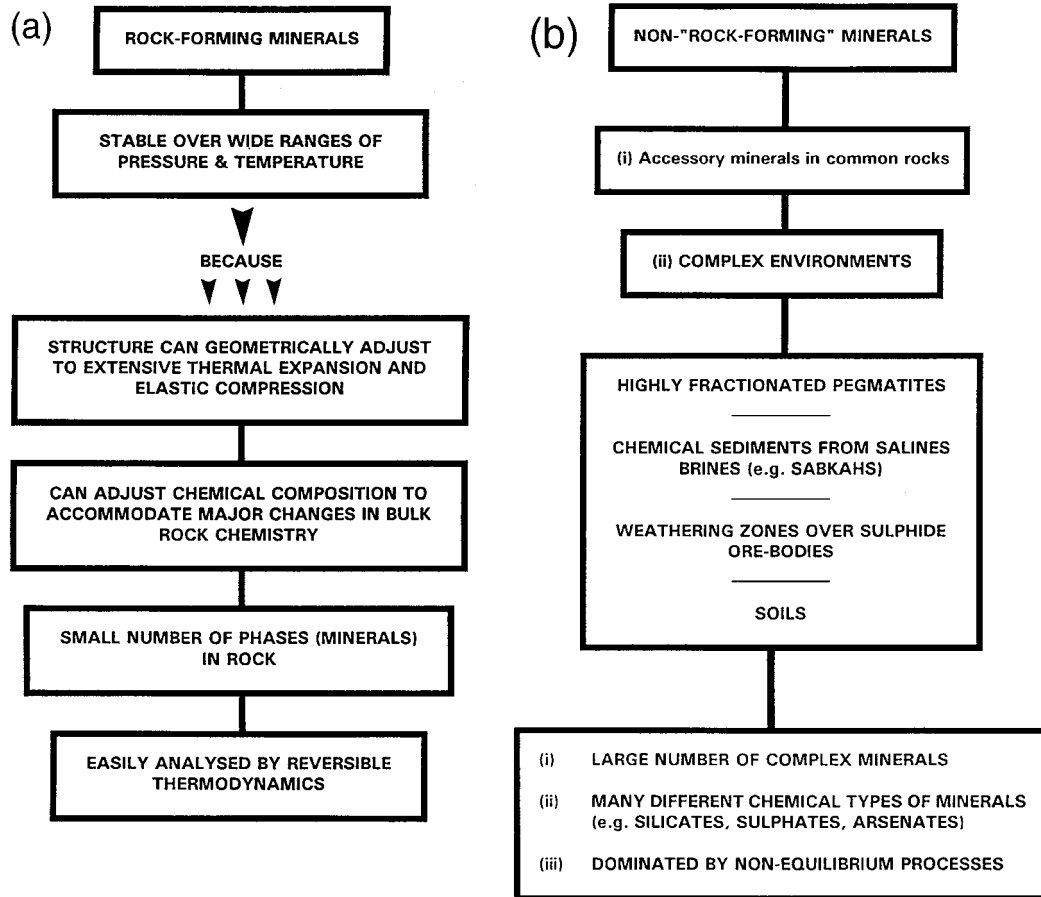 (a)
ROCK-FORMING MINERALS
STABLE OVER WIDE RANGES OF
PRESSURE & TEMPERATURE
BECAUSE
STRUCTURE CAN GEOMETRICALLY ADJUST
TO EXTENSIVE THERMAL EXPANSION AND
ELASTIC COMPRESSION
CAN ADJUST CHEMICAL COMPOSITION TO
ACCOMMODATE MAJOR CHANGES IN BULK
ROCK CHEMISTRY
SMALL NUMBER OF PHASES (MINERALS)
IN ROCK
EASILY ANALYSED BY REVERSIBLE
THERMODYNAMICS
(b)
NON-"ROCK-FORMING" MINERALS
(i) Accessory minerals in common rocks
(ii) COMPLEX ENVIRONMENTS
HIGHLY FRACTIONATED PEGMATITES
CHEMICAL SEDIMENTS FROM SALINES
BRINES (e.g. SABKAHS)
WEATHERING ZONES OVER SULPHIDE
ORE-BODIES
SOILS
(i) LARGE NUMBER OF COMPLEX MINERALS
(ii) MANY DIFFERENT CHEMICAL TYPES OF MINERALS
(e.g. SILICATES, SULPHATES, ARSENATES)
(iii) DOMINATED BY NON-EQUILIBRIUM PROCESSES